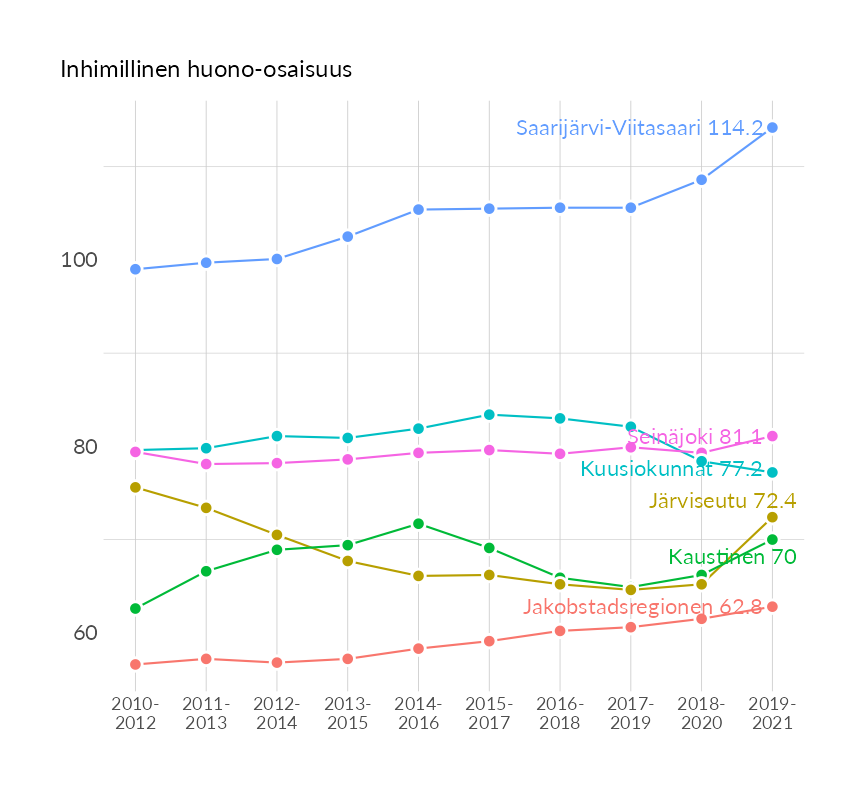 Inhimillinen huono-osaisuus
Saarijärvi-Viitasaari 114.2
100
80
Seinäjoki 81.1
Kuusiokunnat 77.2
Järviseutu 72.4
Kaustinen 70
Jakobstadsregionen 62.8
60
2010- 2011- 2012- 2013- 2014- 2015- 2016- 2017- 2018- 2019-
2012 2013 2014 2015 2016 2017 2018 2019 2020 2021